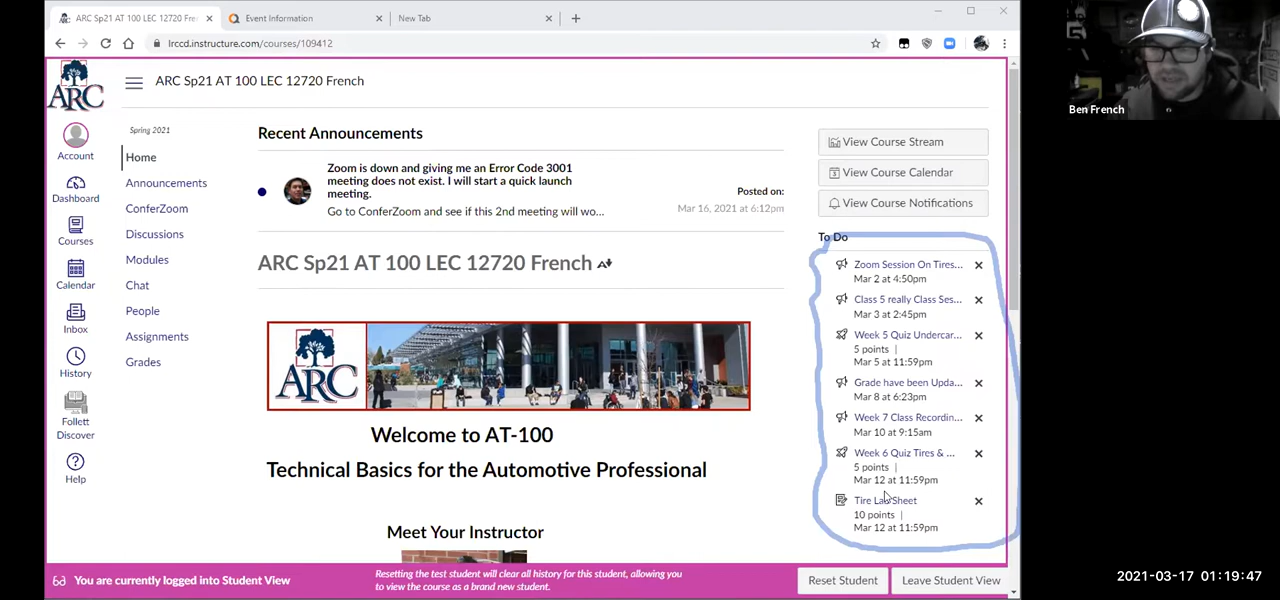 ARC Sp21 AT 100 LEC 12720 Fre
Event Information
New Tab
lrccd.instructure.com/courses/109412
ARC
ARC Sp21 AT 100 LEC 12720 French
Account
Dashboard
Courses
Calendar
Inbox
History
Follett
Discover
Help
Spring 2021
Home
Announcements
ConferZoom
Discussions
Modules
Chat
People
Assignments
Grades
Recent Announcements
Zoom is down and giving me an Error Code 3001
meeting does not exist. I will start a quick launch
meeting.
Go to ConferZoom and see if this 2nd meeting will wo...
Posted on:
Mar 16, 2021 at 6:12pm
ARC Sp21 AT 100 LEC 12720 French
ARC
Welcome to AT-100
Technical Basics for the Automotive Professional
Meet Your Instructor
View Course Stream
View Course Calendar
View Course Notifications
To Do
Zoom Session On Tires...
Mar 2 at 4:50pm
Class 5 really Class Ses...
Mar 3 at 2:45pm
Week 5 Quiz Undercar...
5 points |
Mar 5 at 11:59pm
Grade have been Upda...
Mar 8 at 6:23pm
Week 7 Class Recordin...
Mar 10 at 9:15am
Week 6 Quiz Tires & ...
5 points |
Mar 12 at 11:59pm
Tire Lab Sheet
10 points |
Mar 12 at 11:59pm
You are currently logged into Student View
Resetting the test student will clear all history for this student, allowing you
to view the course as a brand new student.
Reset Student
Leave Student View
Ben French
2021-03-17 01:19:47